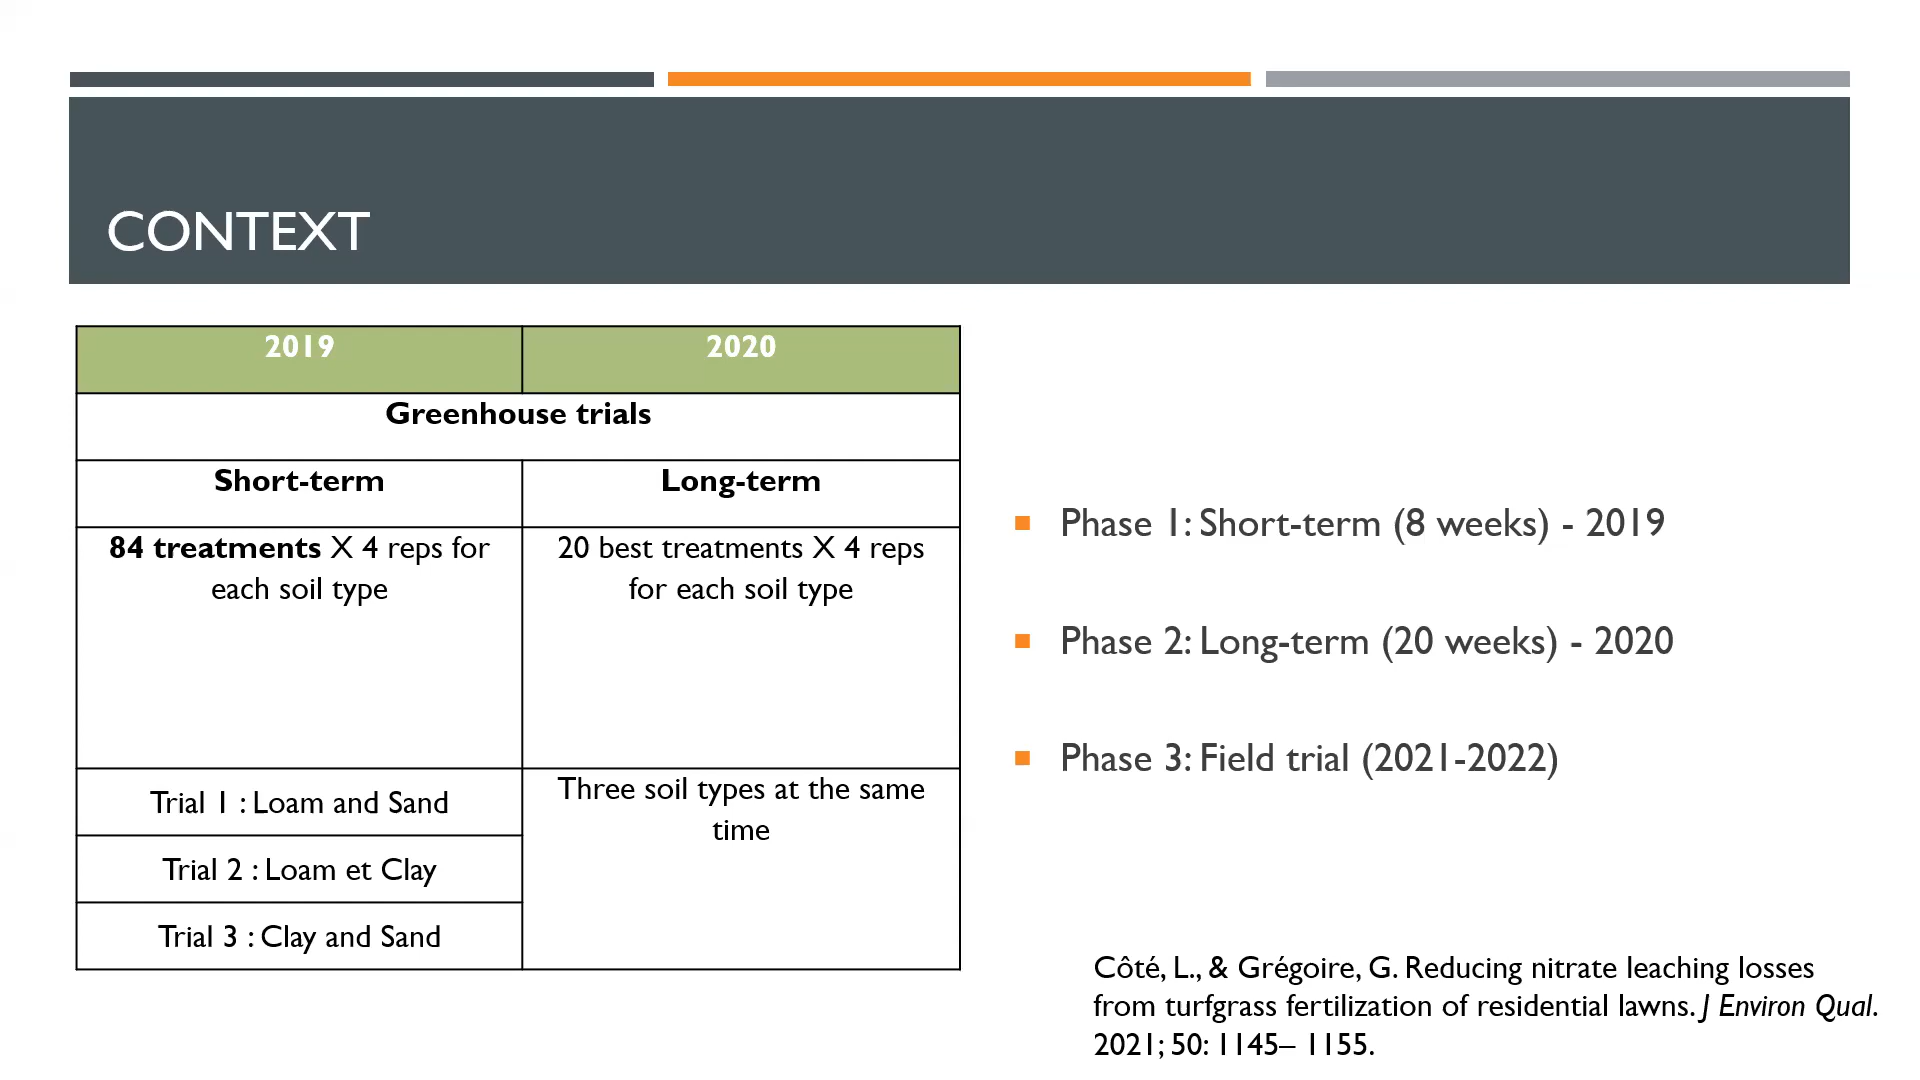 CONTEXT
2019
2020
Greenhouse trials
Short-term
Long-term
84 treatments X 4 reps for
each soil type
20 best treatments X 4 reps
for each soil type
Trial 1 : Loam and Sand
Three soil types at the same
time
Trial 2 : Loam et Clay
Trial 3 : Clay and Sand
Phase 1: Short-term (8 weeks) - 2019
Phase 2: Long-term (20 weeks) - 2020
Phase 3: Field trial (2021-2022)
Côté, L., & Grégoire, G. Reducing nitrate leaching losses
from turfgrass fertilization of residential lawns. J Environ Qual.
2021; 50: 1145– 1155.